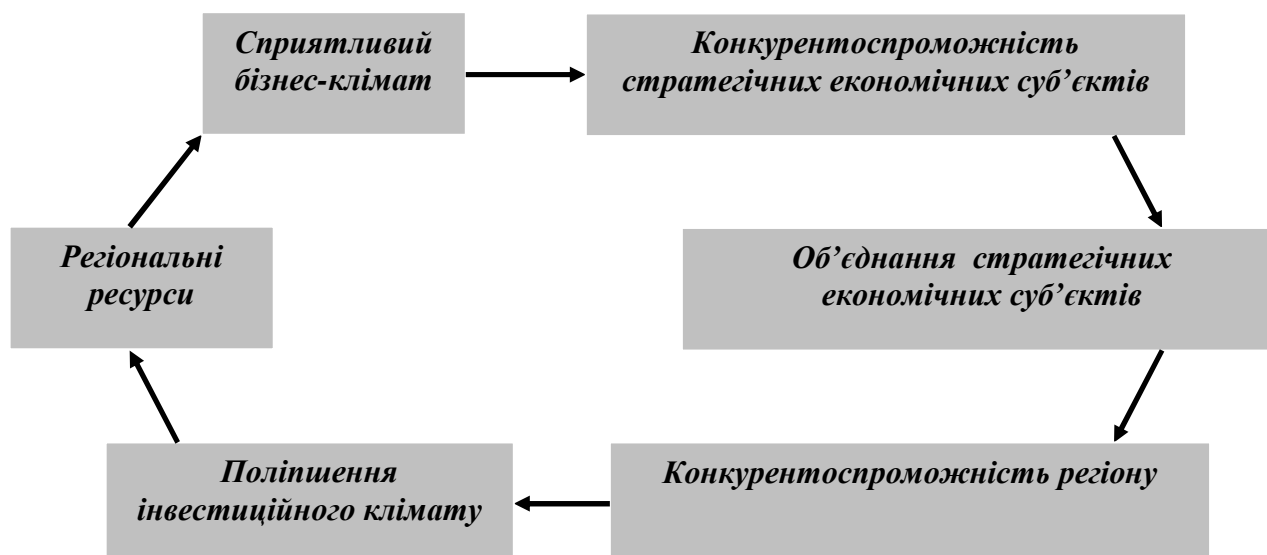 Сприятливий
бізнес-клімат
Конкурентоспроможність
стратегічних економічних суб’єктів
Регіональні
ресурси
Об’єднання стратегічних
економічних суб’єктів
Поліпшення
інвестиційного клімату
Конкурентоспроможність регіону